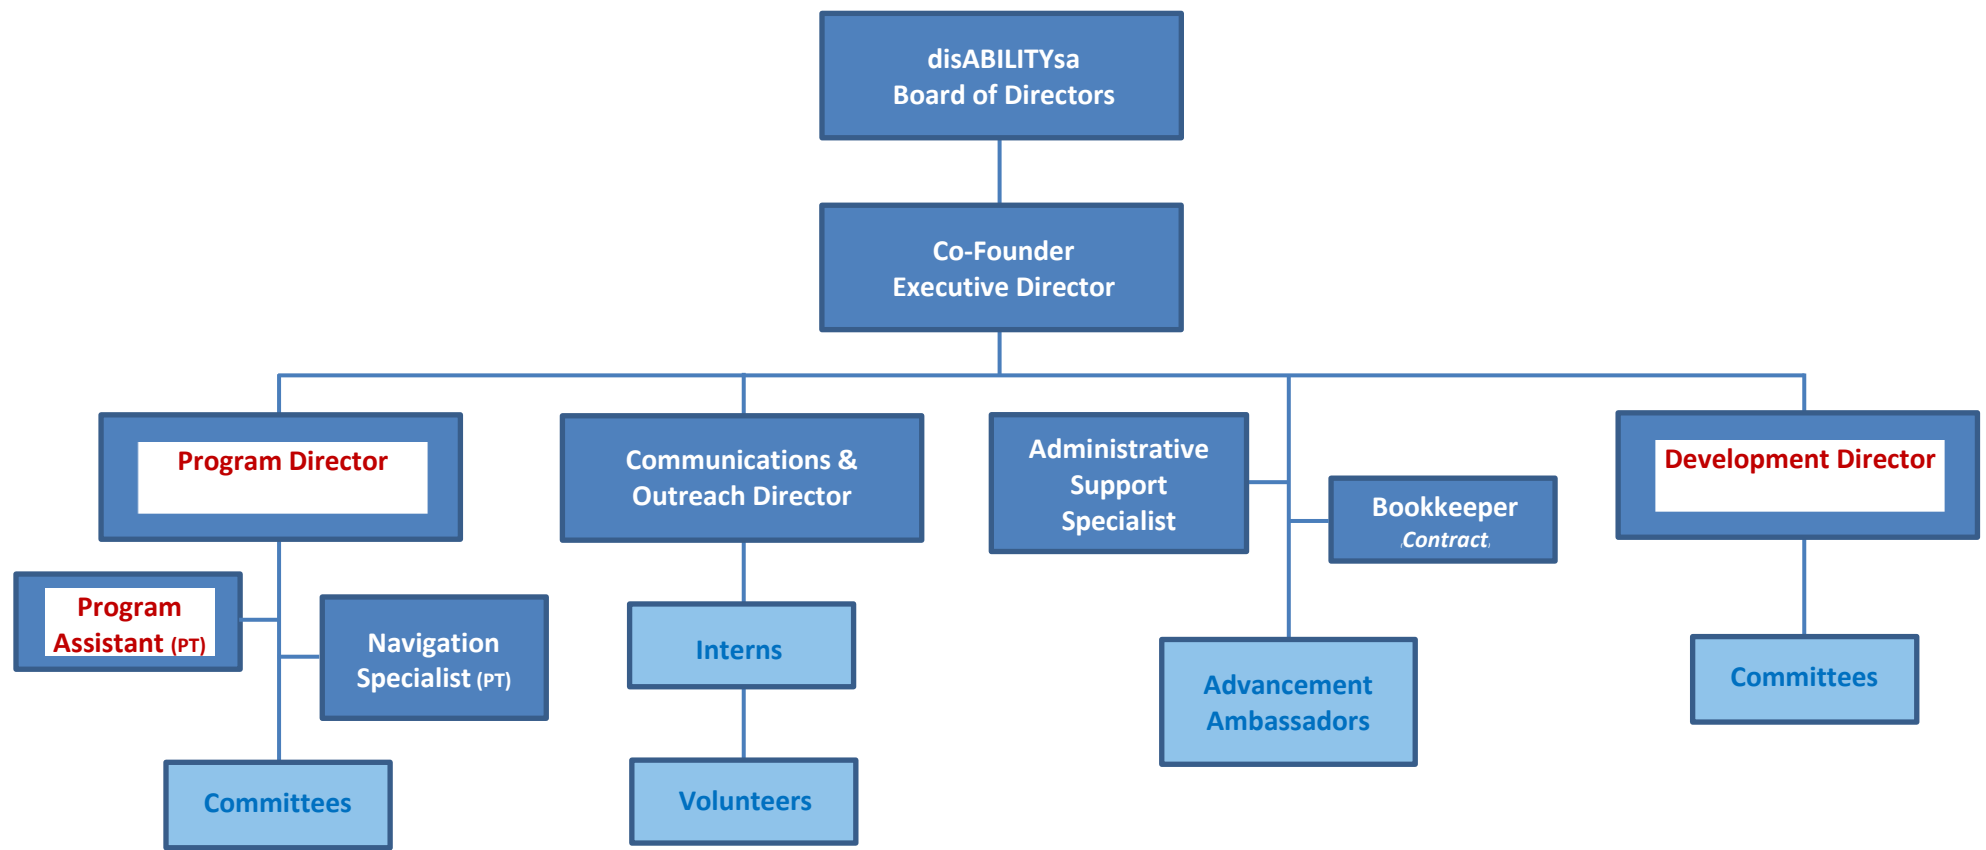 disABILITYsa
Board of Directors
Co-Founder
Executive Director
Program Director
Communications &
Outreach Director
Administrative
Support
Specialist
Bookkeeper
Contract
Development Director
Program
Assistant (PT)
Navigation
Specialist (PT)
Interns
Advancement
Ambassadors
Committees
Committees
Volunteers